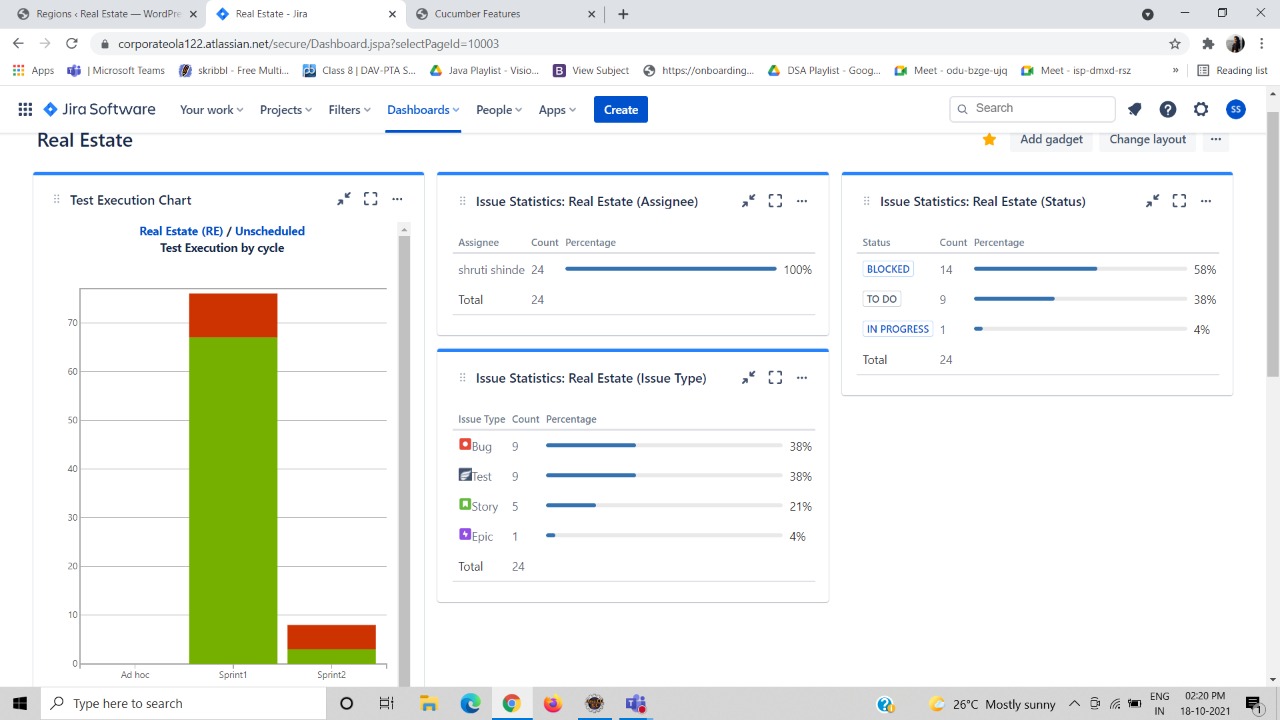 Regions ‹ Real Estate — WordPre
Real Estate - Jira
Cucumber Features
corporateola122.atlassian.net/secure/Dashboard.jspa?selectPageId=10003
Apps
| Microsoft Teams
skribbl - Free Multi...
Class 8 | DAV-PTA S...
Java Playlist - Visio...
View Subject
https://onboarding...
DSA Playlist - Goog...
Meet - odu-bzge-ujq
Meet - isp-dmxd-rsz
»
Reading list
Jira Software
Your work
Projects
Filters
Dashboards
People
Apps
Create
Search
SS
Real Estate
Add gadget
Change layout
Test Execution Chart
Real Estate (RE) / Unscheduled
Test Execution by cycle
70
60
50
40
30
20
10
0
Ad hoc
Sprint1
Sprint2
Issue Statistics: Real Estate (Assignee)
Assignee Count Percentage
shruti shinde 24 100%
Total 24
Issue Statistics: Real Estate (Issue Type)
Issue Type Count Percentage
Bug 9 38%
Test 9 38%
Story 5 21%
Epic 1 4%
Total 24
Issue Statistics: Real Estate (Status)
Status Count Percentage
BLOCKED 14 58%
TO DO 9 38%
IN PROGRESS 1 4%
Total 24
Type here to search
26°C Mostly sunny
ENG
IN
02:20 PM
18-10-2021
1